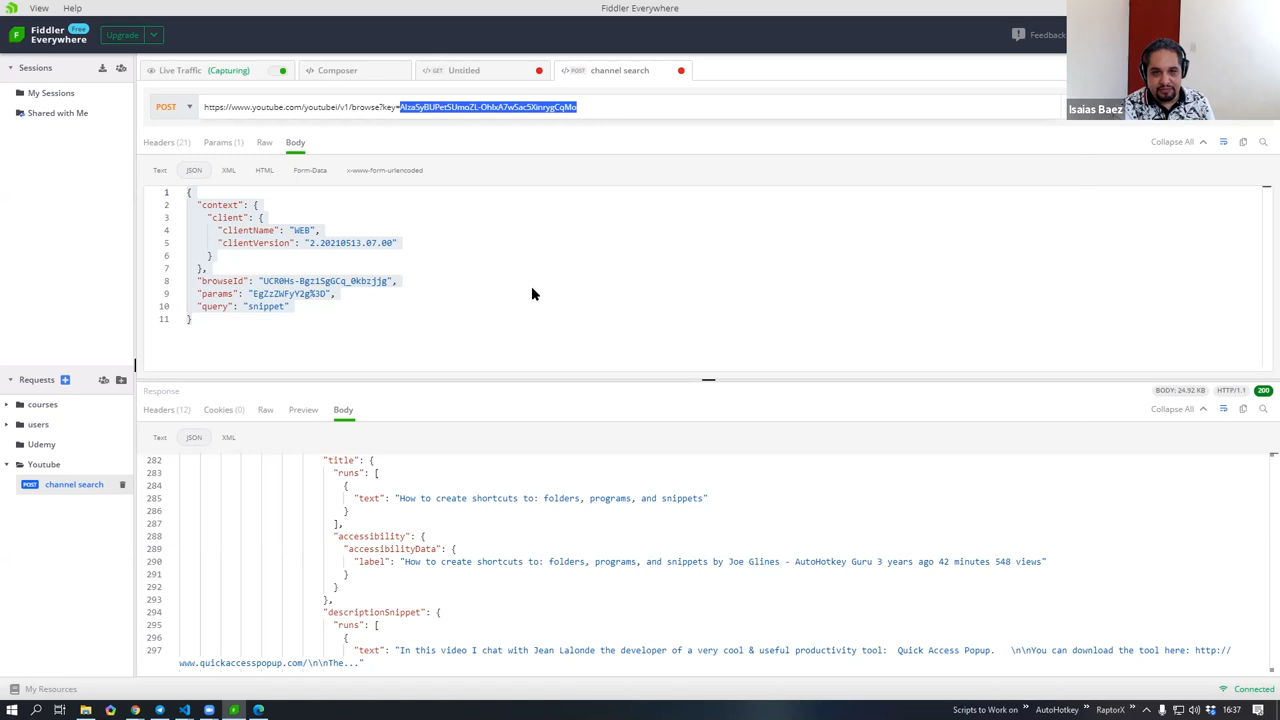 View Help
Fiddler Everywhere
Fiddler Free
Everywhere
Upgrade
Feedback
Sessions
Live Traffic (Capturing)
Composer
GET Untitled
POST channel search
My Sessions
Shared with Me
POST
https://www.youtube.com/youtubei/v1/browse?key=
Isaias Baez
Headers (21) Params (1) Raw Body
Collapse All
Text JSON XML HTML Form-Data x-www-form-urlencoded
1 {
2 "context": {
3 "client": {
4 "clientName": "WEB",
5 "clientVersion": "2.20210513.07.00"
6 }
7 },
8 "browseId": "UCR0Hs-Bgz1SgGCq_0kbzjjg",
9 "params": "EgZzZWFyY2g%3D",
10 "query": "snippet"
11 }
Requests
courses
users
Udemy
Youtube
POST channel search
Response
BODY: 24.92 KB HTTP/1.1 200
Headers (12) Cookies (0) Raw Preview Body
Collapse All
Text JSON XML
282 "title": {
283 "runs": [
284 {
285 "text": "How to create shortcuts to: folders, programs, and snippets"
286 }
287 ],
288 "accessibility": {
289 "accessibilityData": {
290 "label": "How to create shortcuts to: folders, programs, and snippets by Joe Glines - AutoHotkey Guru 3 years ago 42 minutes 548 views"
291 }
292 }
293 },
294 "descriptionSnippet": {
295 "runs": [
296 {
297 "text": "In this video I chat with Jean Lalonde the developer of a very cool & useful productivity tool: Quick Access Popup. \n\nYou can download the tool here: http://
www.quickaccesspopup.com/\n\nThe..."
My Resources
Connected
Scripts to Work on
AutoHotkey
RaptorX
16:37